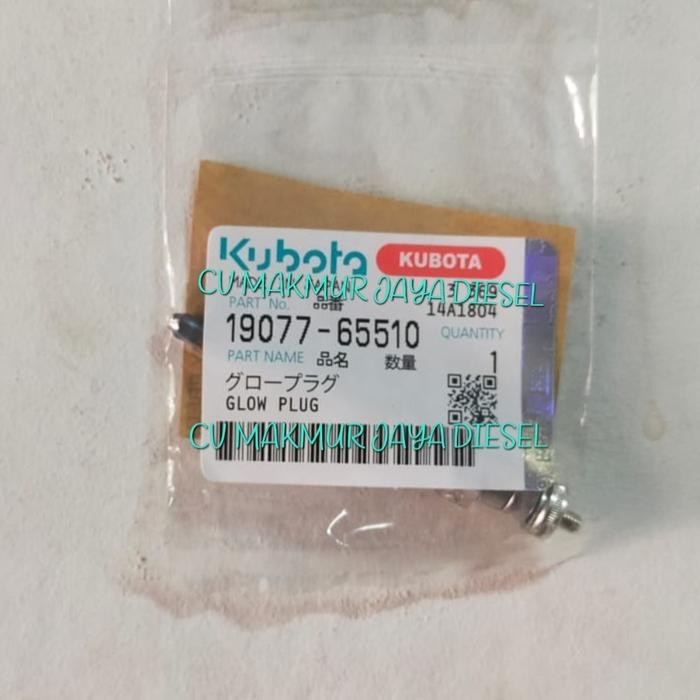 Kubota KUBOTA
CV MAKMUR JAYA DIESEL
PART No. 品番 14A1804
19077-65510 QUANTITY
PART NAME 品名 数量 1
グロープラグ
GLOW PLUG
CV MAKMUR JAYA DIESEL